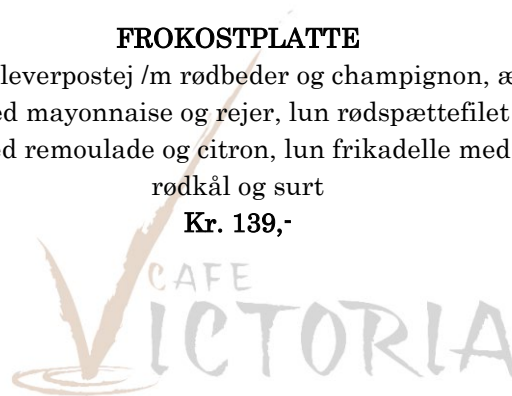 FROKOSTPLATTE
leverpostej /m rødbeder og champignon, æ
ed mayonnaise og rejer, lun rødspættefilet
ed remoulade og citron, lun frikadelle med
rødkål og surt
Kr. 139,-
CAFE
VICTORIA